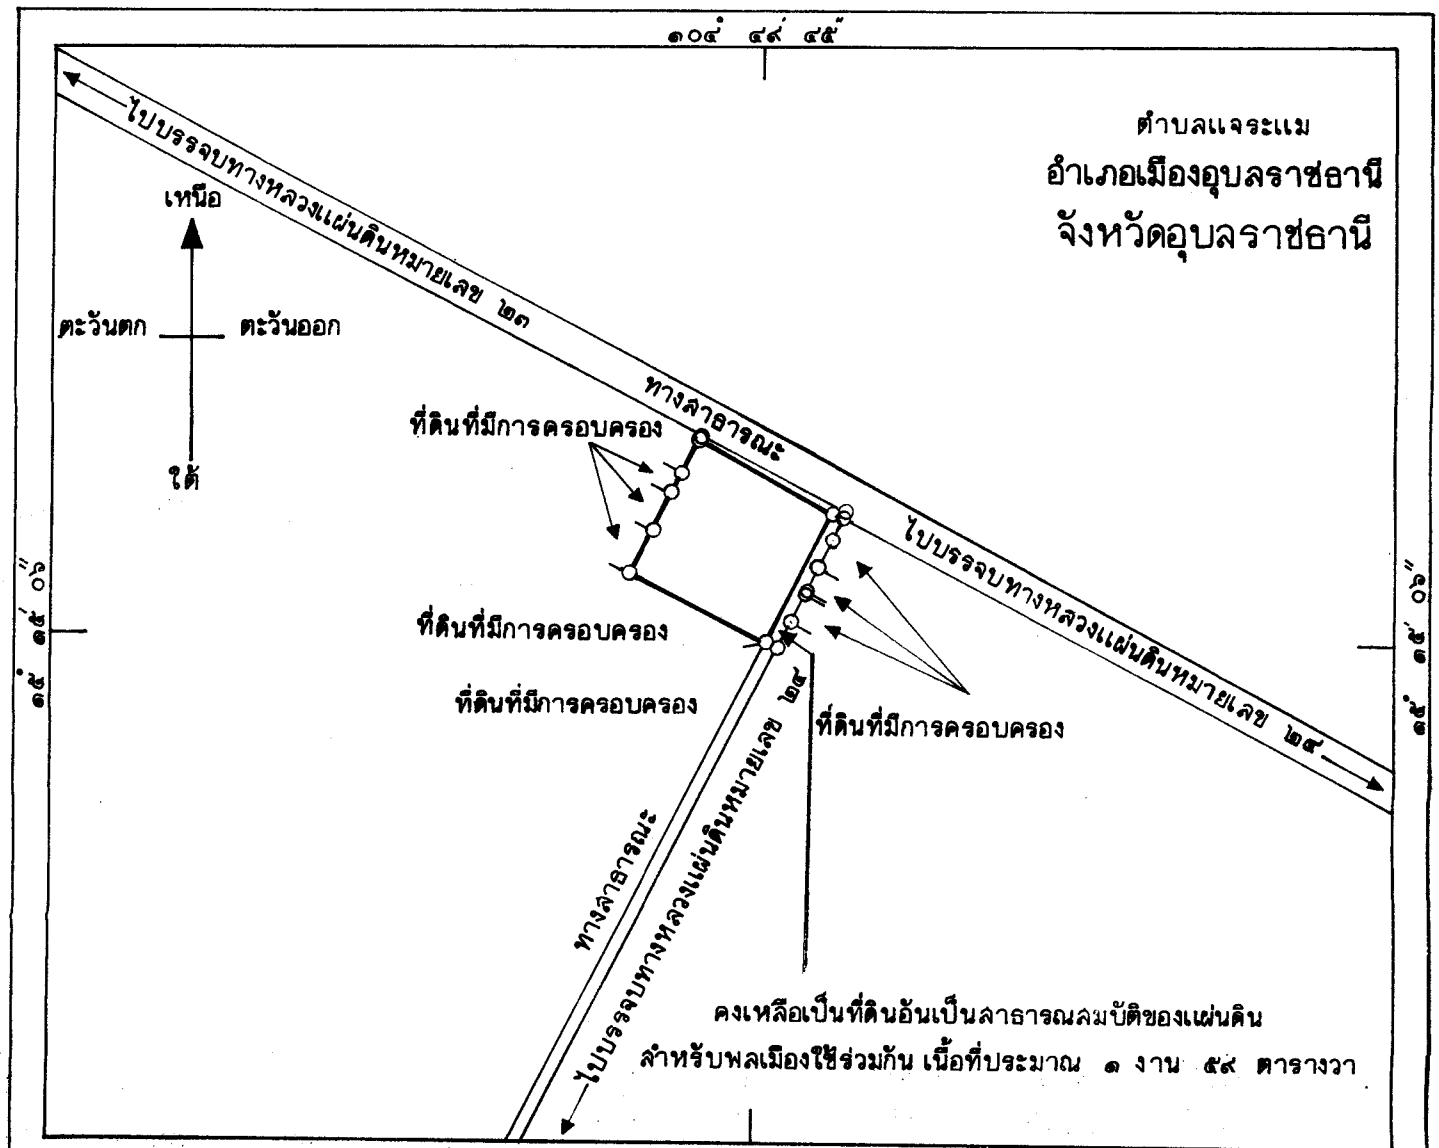 ๑๐๔° ๔๙' ๔๕"
ตำบลแจระแม
อำเภอเมืองอุบลราชธานี
จังหวัดอุบลราชธานี
ไปบรรจบทางหลวงแผ่นดินหมายเลข ๒๓
เหนือ
ตะวันตก
ตะวันออก
ใต้
ทางสาธารณะ
ที่ดินที่มีการครอบครอง
ไปบรรจบทางหลวงแผ่นดินหมายเลข ๒๔
๑๕° ๑๕' ๐๖"
๑๕° ๑๕' ๐๖"
ที่ดินที่มีการครอบครอง
ที่ดินที่มีการครอบครอง
ที่ดินที่มีการครอบครอง
ทางสาธารณะ
ไปบรรจบทางหลวงแผ่นดินหมายเลข ๒๔
คงเหลือเป็นที่ดินอันเป็นสาธารณสมบัติของแผ่นดิน
สำหรับพลเมืองใช้ร่วมกัน เนื้อที่ประมาณ ๑ งาน ๕๙ ตารางวา